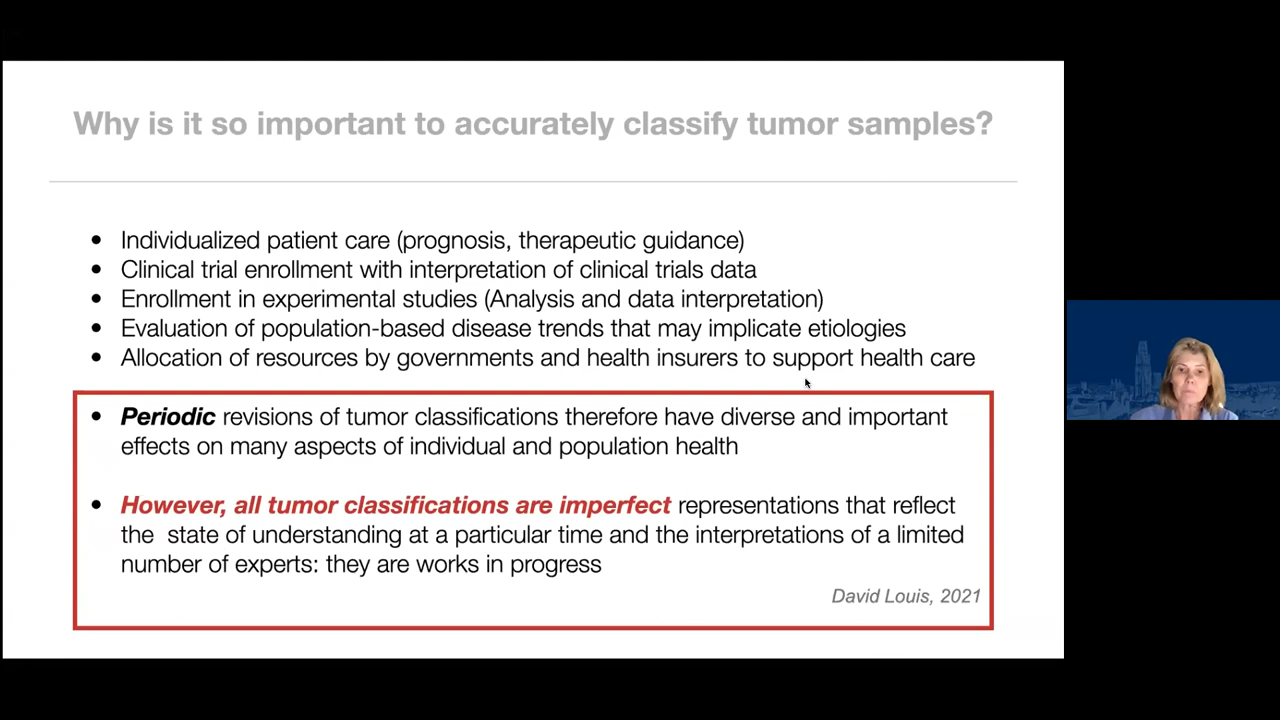 Why is it so important to accurately classify tumor samples?
• Individualized patient care (prognosis, therapeutic guidance)
• Clinical trial enrollment with interpretation of clinical trials data
• Enrollment in experimental studies (Analysis and data interpretation)
• Evaluation of population-based disease trends that may implicate etiologies
• Allocation of resources by governments and health insurers to support health care
• Periodic revisions of tumor classifications therefore have diverse and important
effects on many aspects of individual and population health
• However, all tumor classifications are imperfect representations that reflect
the state of understanding at a particular time and the interpretations of a limited
number of experts: they are works in progress
David Louis, 2021